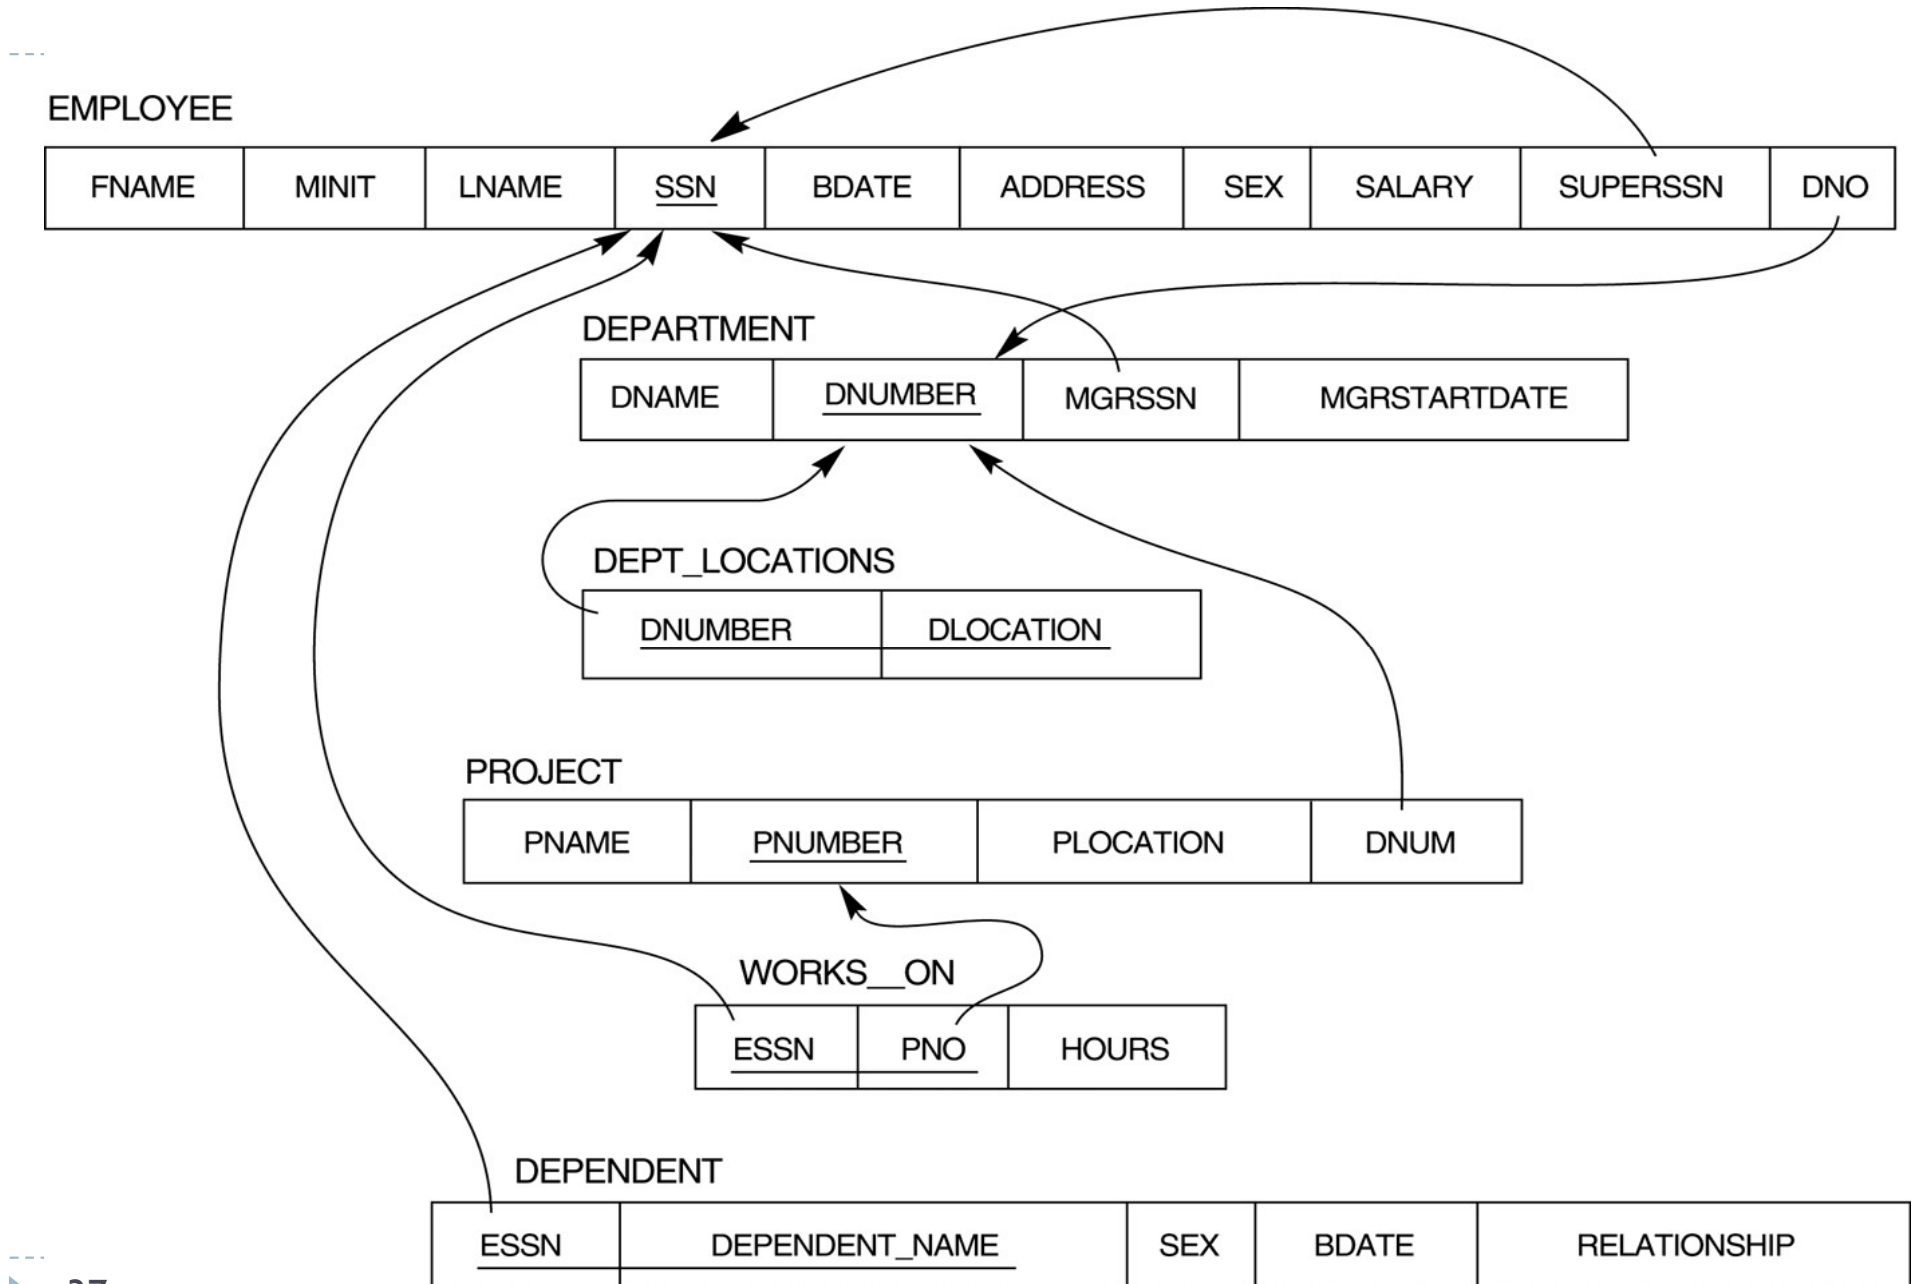 EMPLOYEE
FNAME MINIT LNAME SSN BDATE ADDRESS SEX SALARY SUPERSSN DNO
DEPARTMENT
DNAME DNUMBER MGRSSN MGRSTARTDATE
DEPT_LOCATIONS
DNUMBER DLOCATION
PROJECT
PNAME PNUMBER PLOCATION DNUM
WORKS__ON
ESSN PNO HOURS
DEPENDENT
ESSN DEPENDENT_NAME SEX BDATE RELATIONSHIP